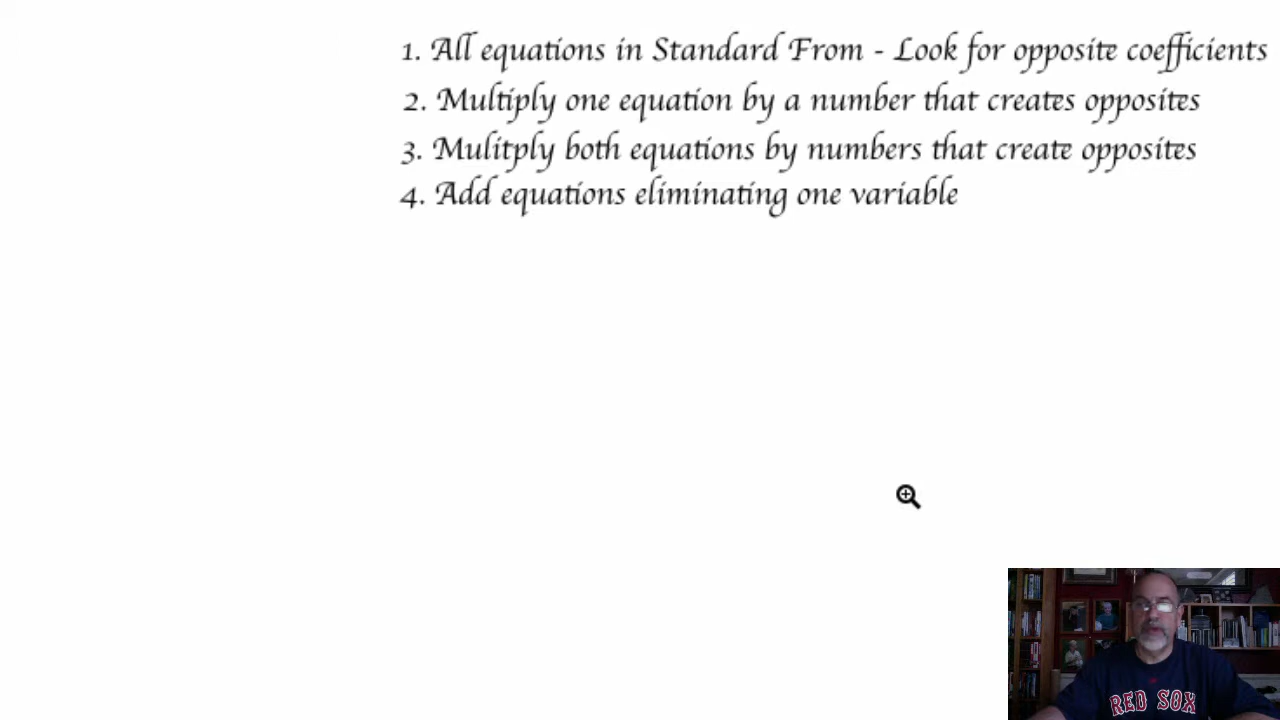 1. All equations in Standard From - Look for opposite coefficients
2. Multiply one equation by a number that creates opposites
3. Mulitply both equations by numbers that create opposites
4. Add equations eliminating one variable
RED SOX